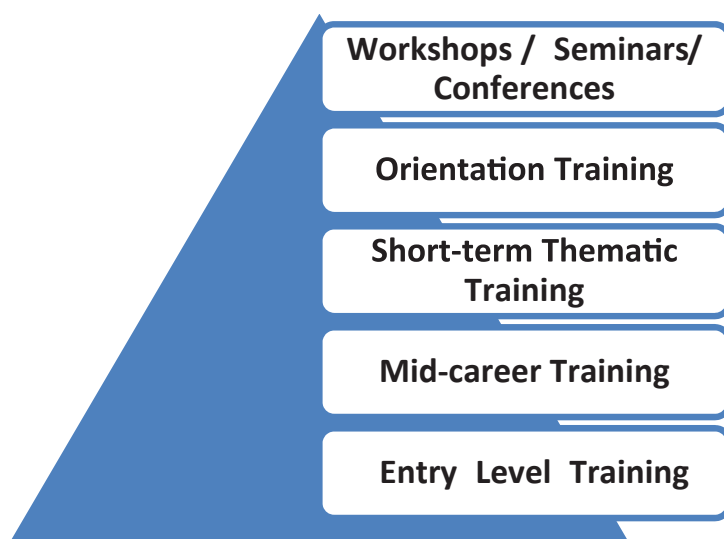 Workshops / Seminars/
Conferences
Orientation Training
Short-term Thematic
Training
Mid-career Training
Entry Level Training